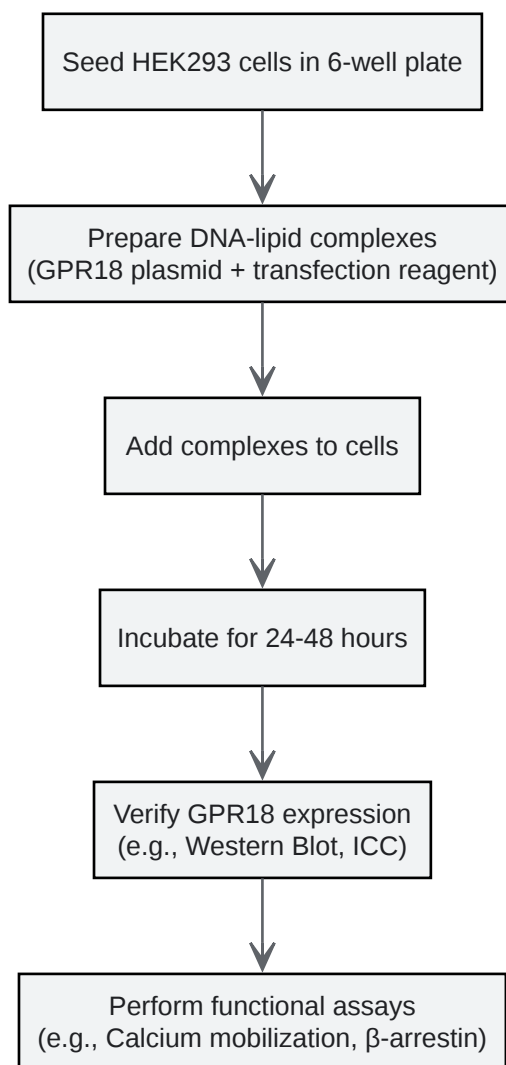 Seed HEK293 cells in 6-well plate
Prepare DNA-lipid complexes
(GPR18 plasmid + transfection reagent)
Add complexes to cells
Incubate for 24-48 hours
Verify GPR18 expression
(e.g., Western Blot, ICC)
Perform functional assays
(e.g., Calcium mobilization, β-arrestin)